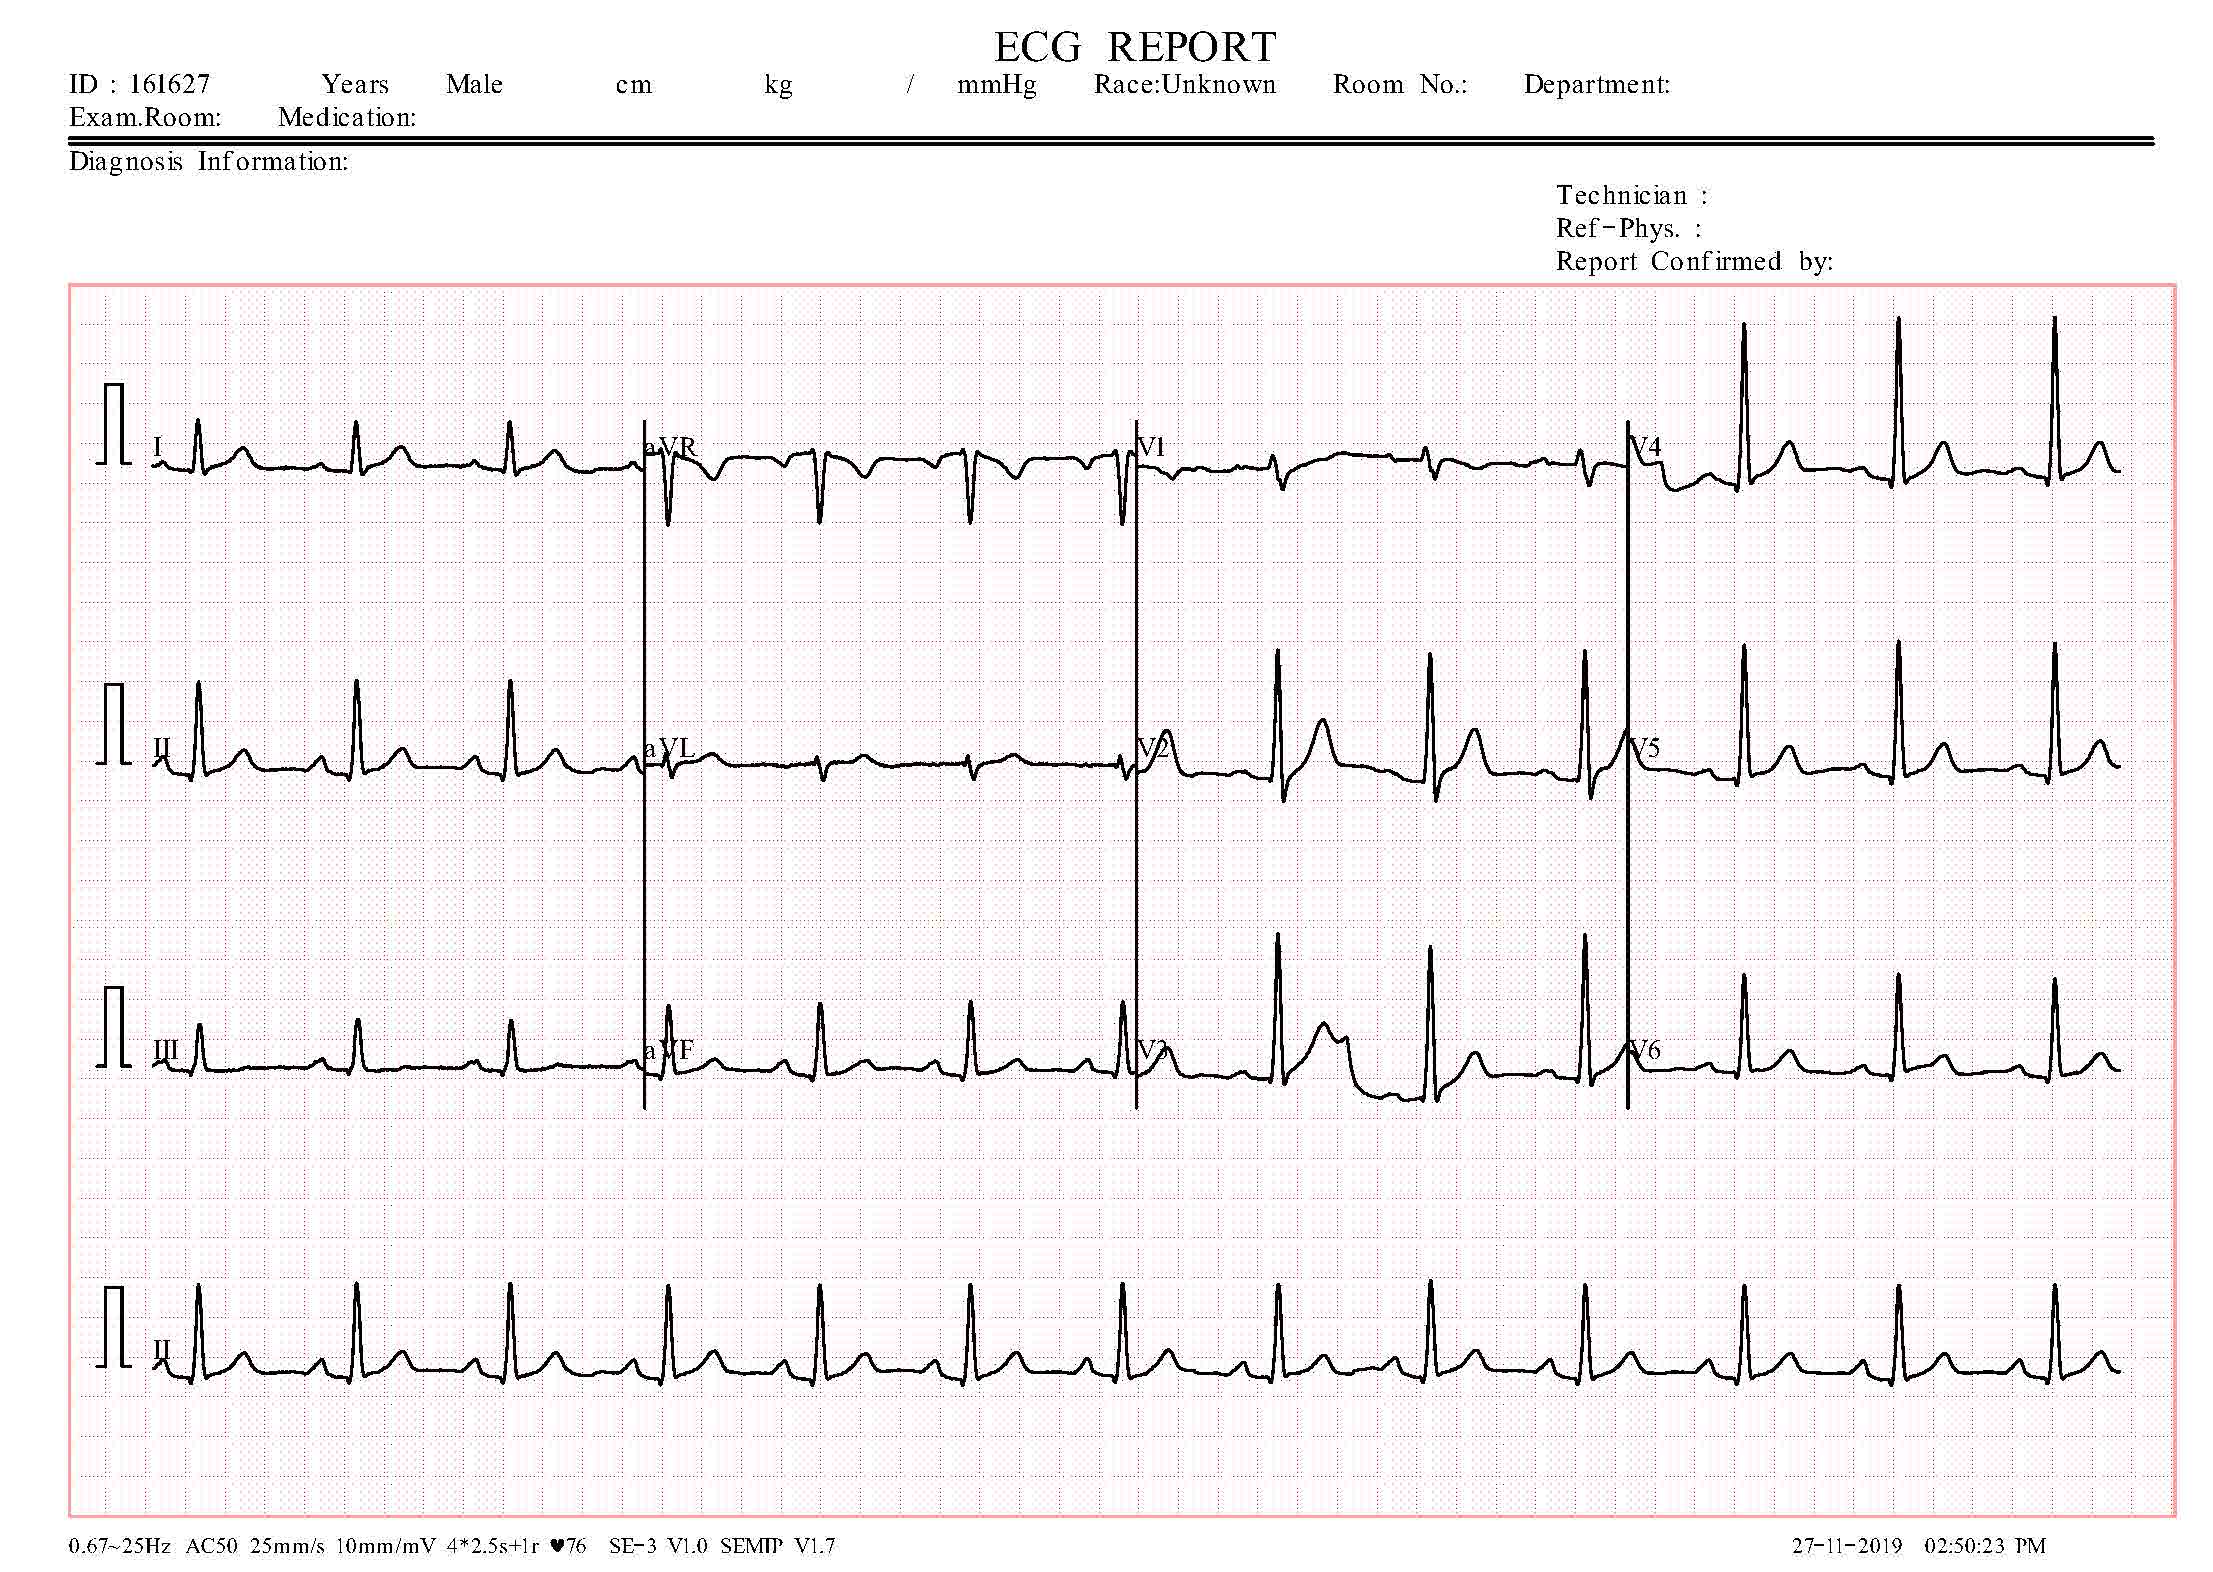 ECG REPORT
ID : 161627 Years Male cm kg / mmHg Race:Unknown Room No.: Department:
Exam.Room: Medication:
Diagnosis Information:
Technician :
Ref-Phys. :
Report Confirmed by:
I aVR V1 V4
II aVL V2 V5
III aVF V3 V6
II
0.67~25Hz AC50 25mm/s 10mm/mV 4*2.5s+1r ♥76 SE-3 V1.0 SEMIP V1.7 27-11-2019 02:50:23 PM